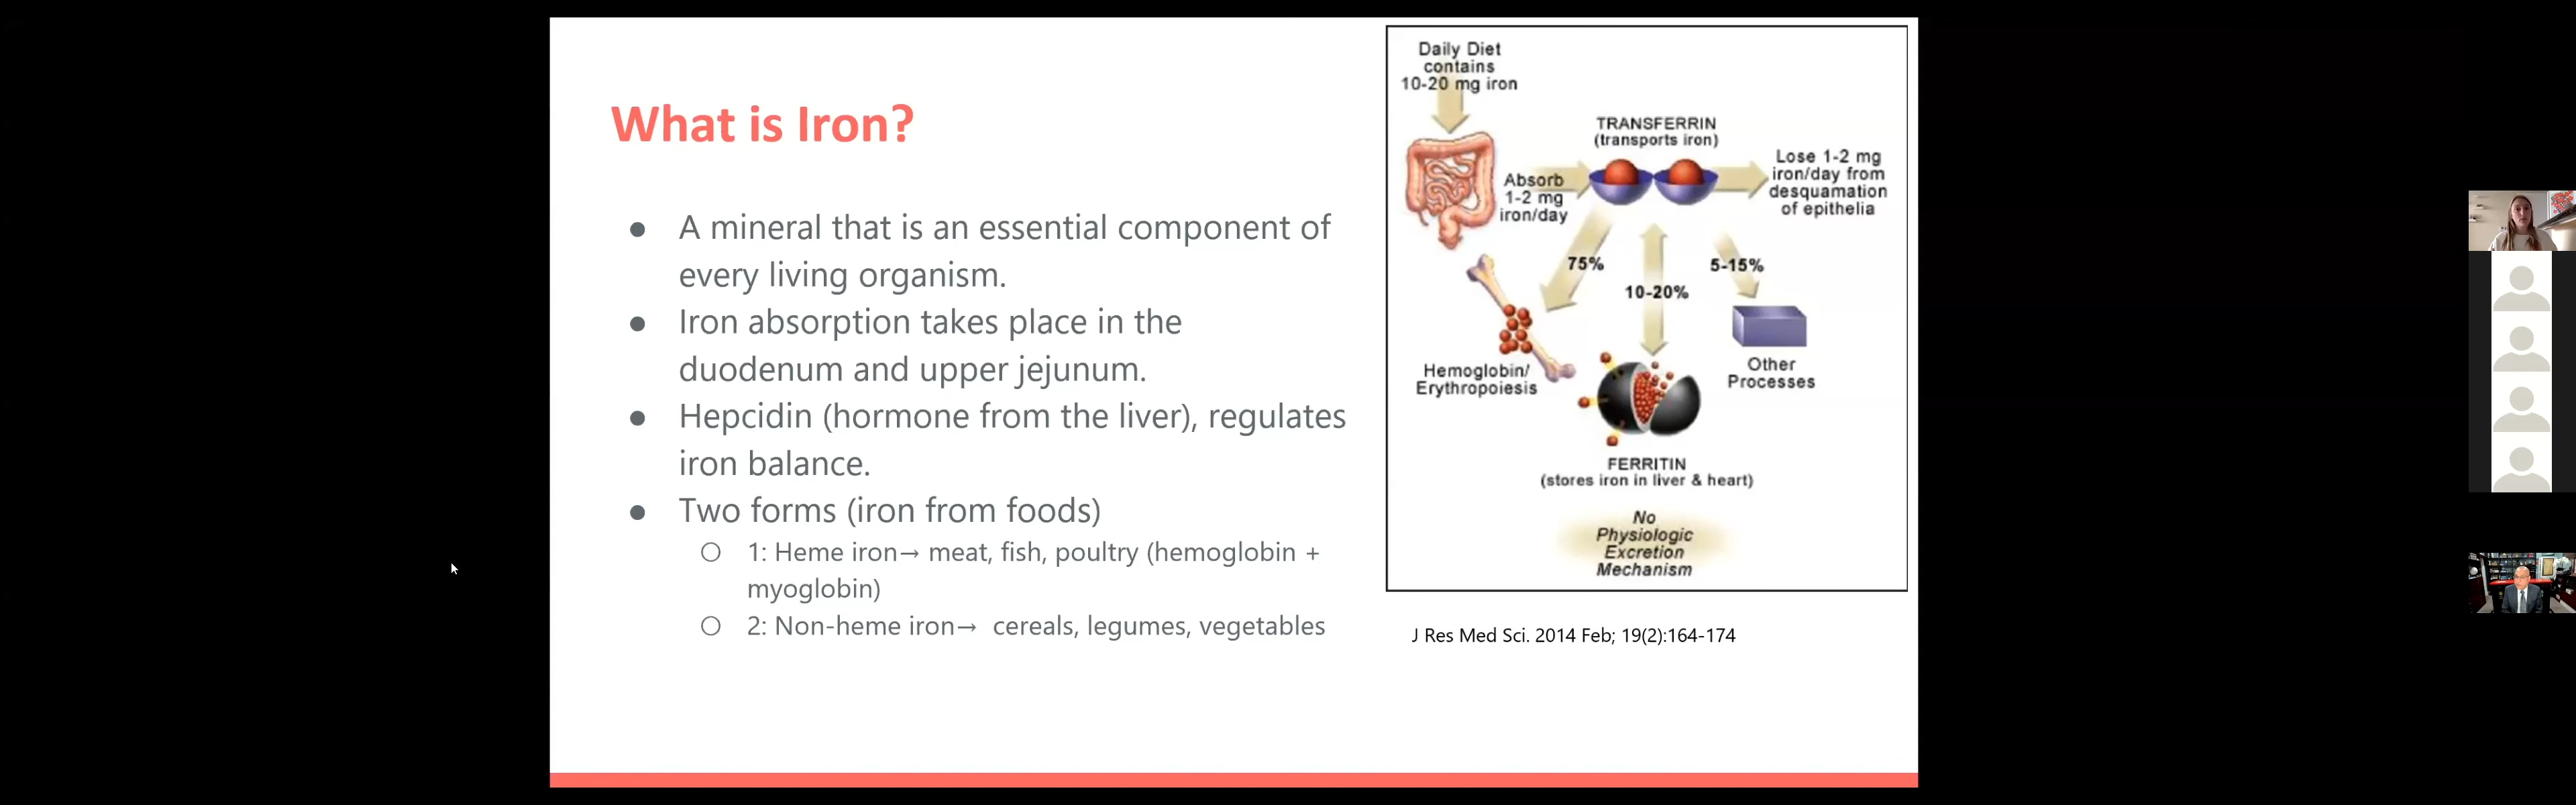 What is Iron?
● A mineral that is an essential component of
every living organism.
● Iron absorption takes place in the
duodenum and upper jejunum.
● Hepcidin (hormone from the liver), regulates
iron balance.
● Two forms (iron from foods)
○ 1: Heme iron→ meat, fish, poultry (hemoglobin +
myoglobin)
○ 2: Non-heme iron→ cereals, legumes, vegetables
Daily Diet
contains
10-20 mg iron
TRANSFERRIN
(transports iron)
Absorb
1-2 mg
iron/day
Lose 1-2 mg
iron/day from
desquamation
of epithelia
75%
10-20%
5-15%
Hemoglobin/
Erythropoiesis
Other
Processes
FERRITIN
(stores iron in liver & heart)
No
Physiologic
Excretion
Mechanism
J Res Med Sci. 2014 Feb; 19(2):164-174